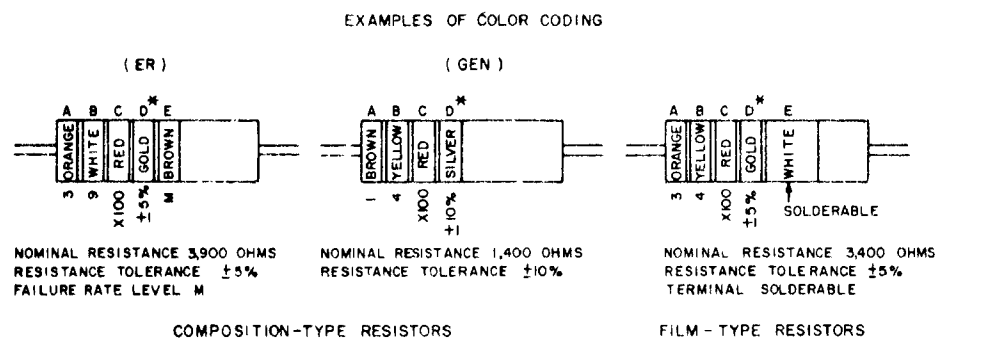 EXAMPLES OF COLOR CODING
(ER)
A B C D* E
ORANGE WHITE RED GOLD BROWN
3 9 X100 ±5% M
NOMINAL RESISTANCE 3,900 OHMS
RESISTANCE TOLERANCE ±5%
FAILURE RATE LEVEL M
(GEN)
A B C D*
BROWN YELLOW RED SILVER
1 4 X100 ±10%
NOMINAL RESISTANCE 1,400 OHMS
RESISTANCE TOLERANCE ±10%
COMPOSITION-TYPE RESISTORS
A B C D* E
ORANGE YELLOW RED GOLD WHITE
3 4 X100 ±5%
SOLDERABLE
NOMINAL RESISTANCE 3,400 OHMS
RESISTANCE TOLERANCE ±5%
TERMINAL SOLDERABLE
FILM-TYPE RESISTORS